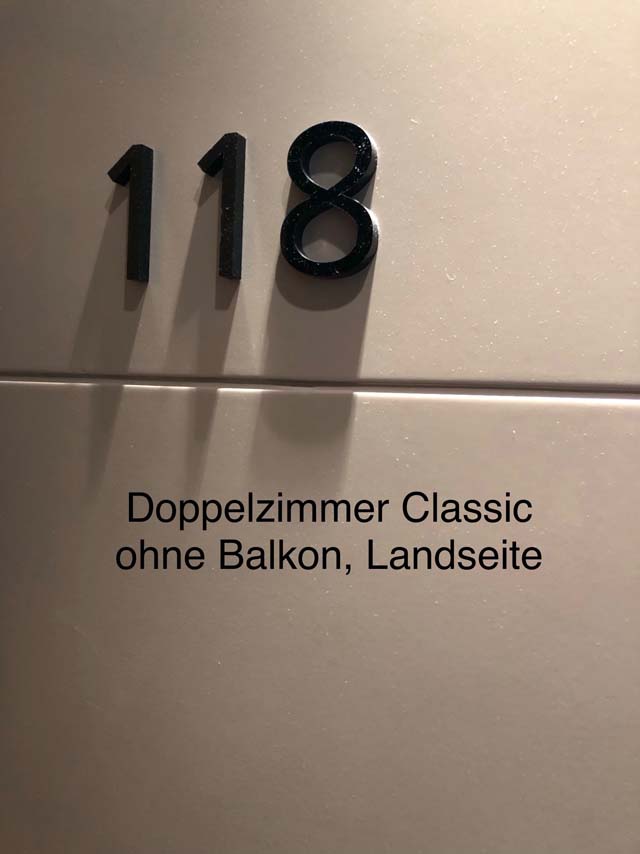 118
Doppelzimmer Classic
ohne Balkon, Landseite